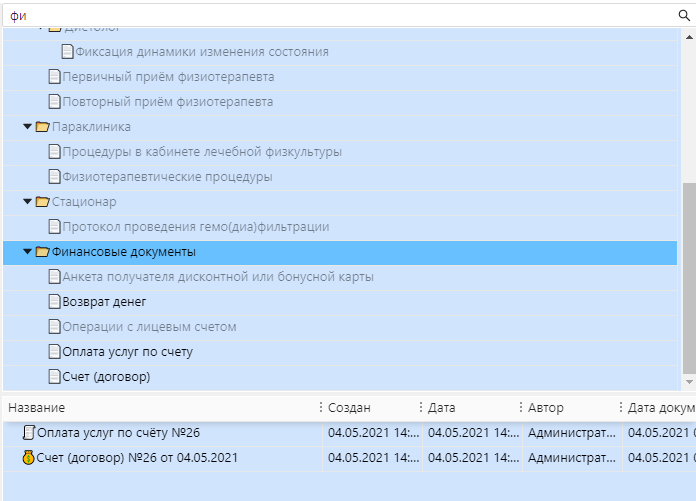 фи
Диетолог
Фиксация динамики изменения состояния
Первичный приём физиотерапевта
Повторный приём физиотерапевта
Параклиника
Процедуры в кабинете лечебной физкультуры
Физиотерапевтические процедуры
Стационар
Протокол проведения гемо(диа)фильтрации
Финансовые документы
Анкета получателя дисконтной или бонусной карты
Возврат денег
Операции с лицевым счетом
Оплата услуг по счету
Счет (договор)
Название Создан Дата Автор Дата докум
Оплата услуг по счёту №26 04.05.2021 14:... 04.05.2021 14:... Администрат... 04.05.2021 0
Счет (договор) №26 от 04.05.2021 04.05.2021 14:... 04.05.2021 14:... Администрат... 04.05.2021 0